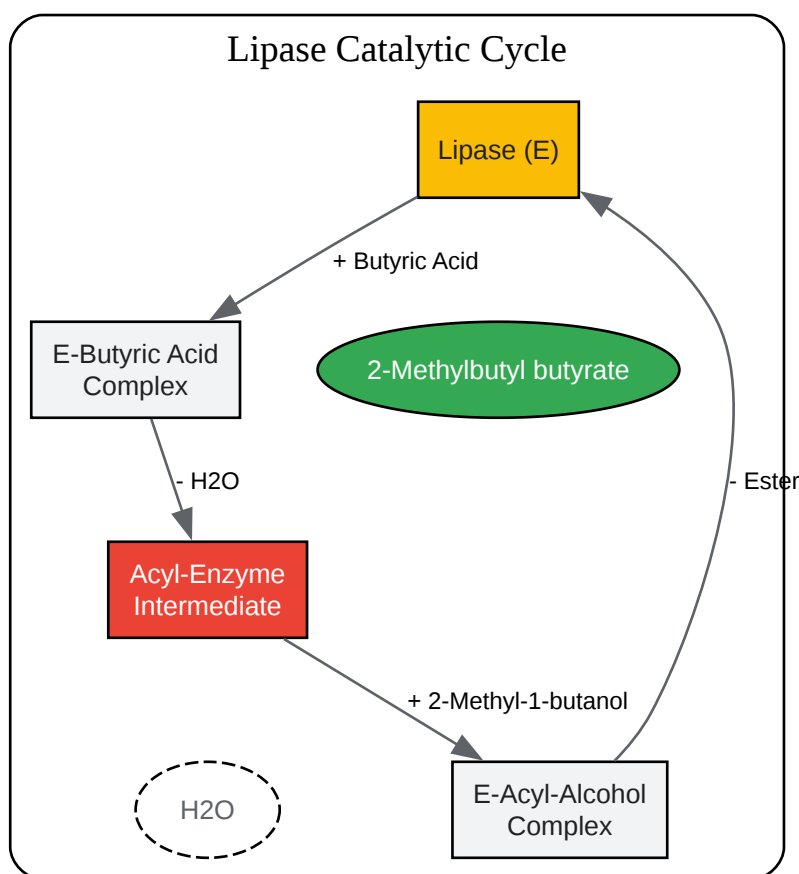 Lipase Catalytic Cycle
Lipase (E)
+ Butyric Acid
E-Butyric Acid
Complex
2-Methylbutyl butyrate
- H2O
- Ester
Acyl-Enzyme
Intermediate
+ 2-Methyl-1-butanol
H2O
E-Acyl-Alcohol
Complex